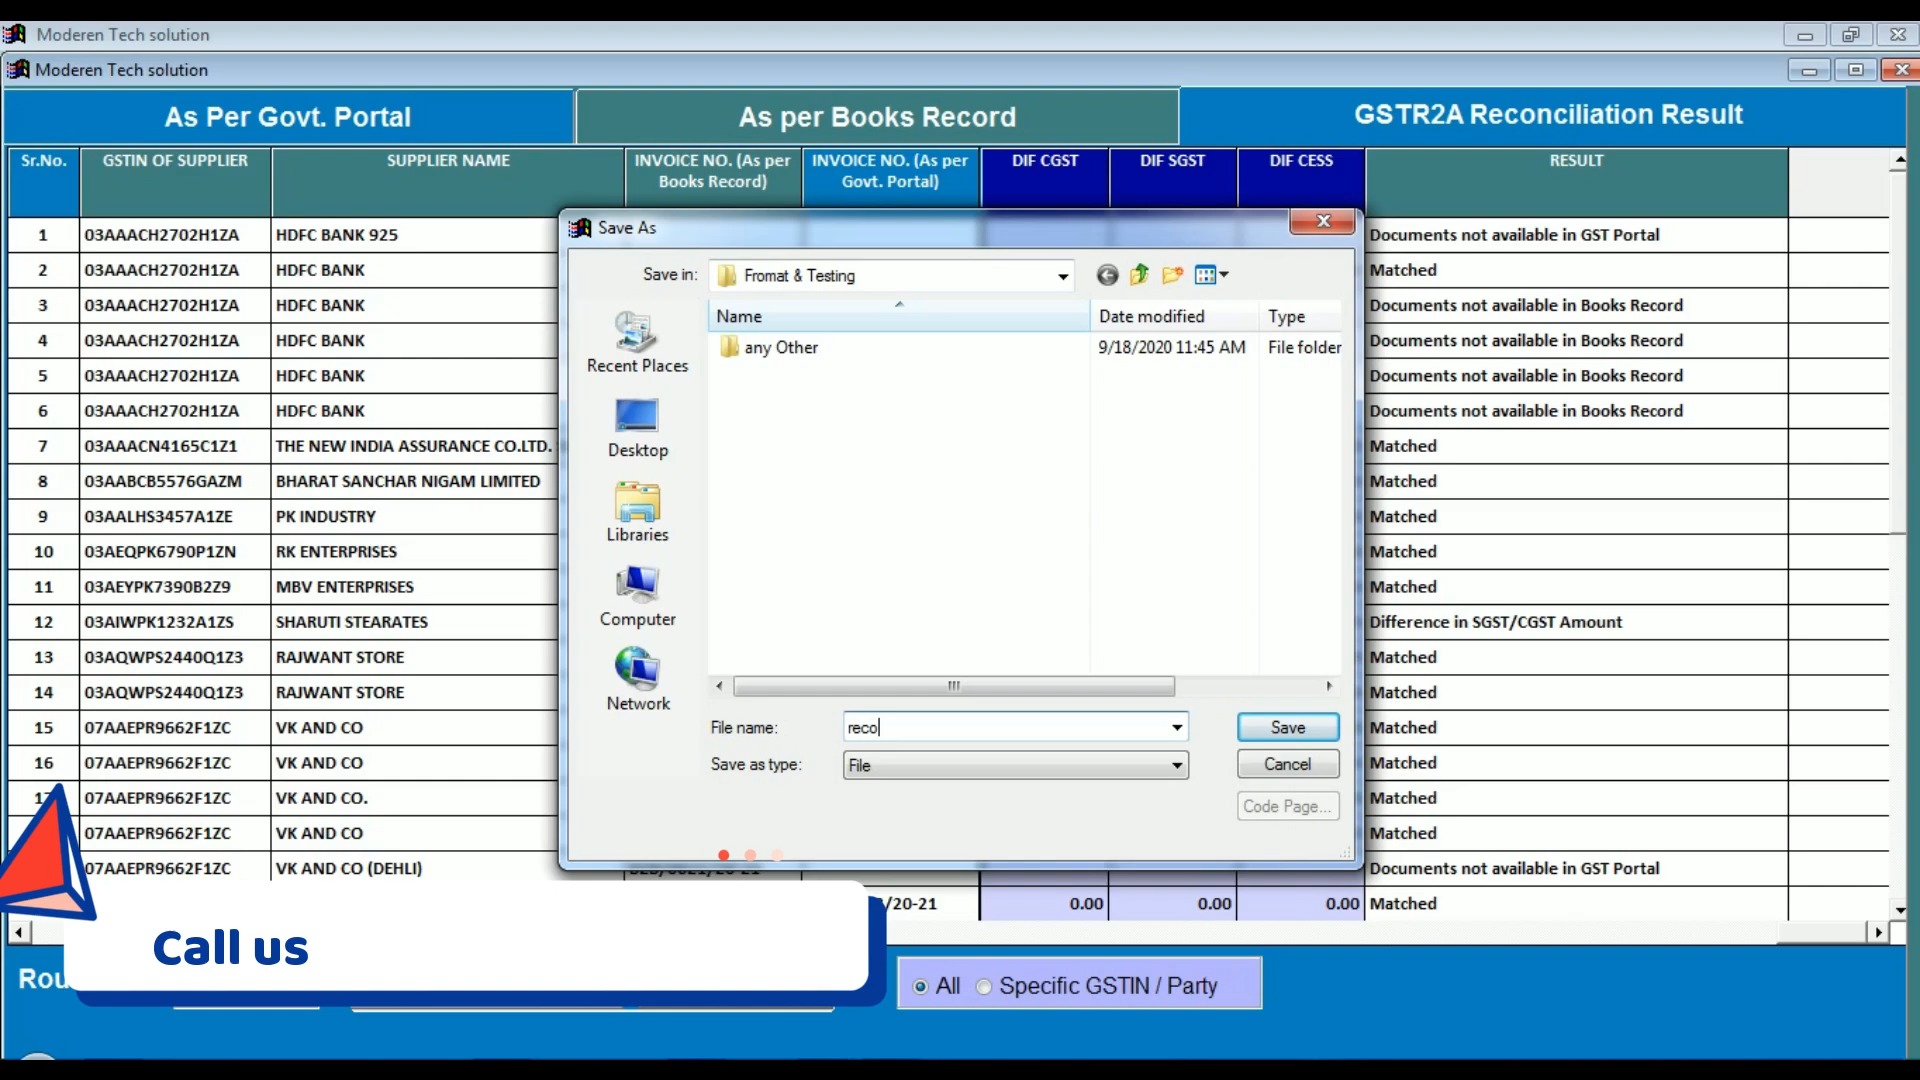 Moderen Tech solution
Moderen Tech solution
As Per Govt. Portal As per Books Record GSTR2A Reconciliation Result
Sr.No. GSTIN OF SUPPLIER SUPPLIER NAME INVOICE NO. (As per Books Record) INVOICE NO. (As per Govt. Portal) DIF CGST DIF SGST DIF CESS RESULT
1 03AAACH2702H1ZA HDFC BANK 925 Documents not available in GST Portal
2 03AAACH2702H1ZA HDFC BANK Matched
3 03AAACH2702H1ZA HDFC BANK Documents not available in Books Record
4 03AAACH2702H1ZA HDFC BANK Documents not available in Books Record
5 03AAACH2702H1ZA HDFC BANK Documents not available in Books Record
6 03AAACH2702H1ZA HDFC BANK Documents not available in Books Record
7 03AAACN4165C1Z1 THE NEW INDIA ASSURANCE CO.LTD. Matched
8 03AABCB5576GAZM BHARAT SANCHAR NIGAM LIMITED Matched
9 03AALHS3457A1ZE PK INDUSTRY Matched
10 03AEQPK6790P1ZN RK ENTERPRISES Matched
11 03AEYPK7390B2Z9 MBV ENTERPRISES Matched
12 03AIWPK1232A1ZS SHARUTI STEARATES Difference in SGST/CGST Amount
13 03AQWPS2440Q1Z3 RAJWANT STORE Matched
14 03AQWPS2440Q1Z3 RAJWANT STORE Matched
15 07AAEPR9662F1ZC VK AND CO Matched
16 07AAEPR9662F1ZC VK AND CO Matched
07AAEPR9662F1ZC VK AND CO. Matched
07AAEPR9662F1ZC VK AND CO Matched
07AAEPR9662F1ZC VK AND CO (DEHLI) Documents not available in GST Portal
/20-21 0.00 0.00 0.00 Matched
Save As
Save in: Fromat & Testing
Name Date modified Type
any Other 9/18/2020 11:45 AM File folder
Recent Places
Desktop
Libraries
Computer
Network
File name: reco Save
Save as type: File Cancel
Code Page...
Call us
Rou
All Specific GSTIN / Party